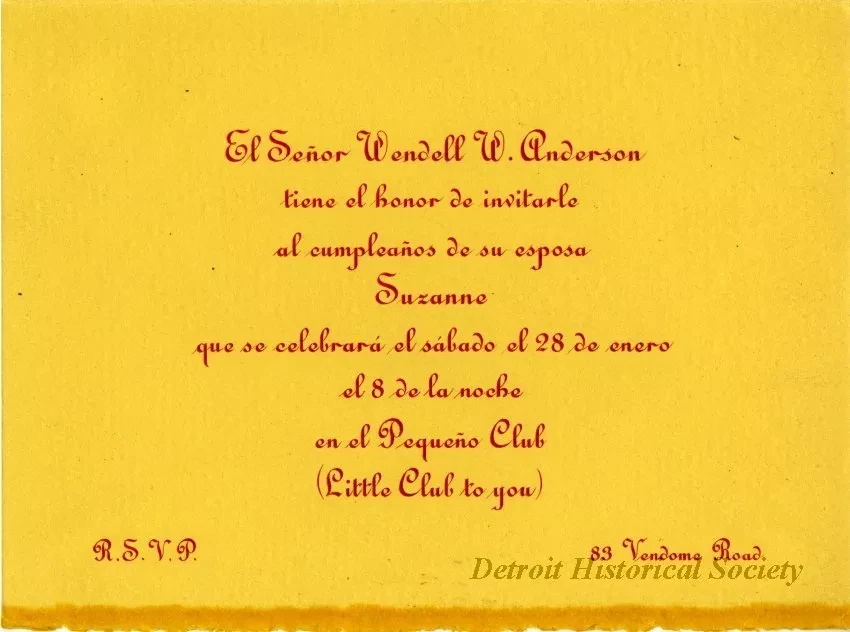 El Señor Wendell W. Anderson
tiene el honor de invitarle
al cumpleaños de su esposa
Suzanne
que se celebrará el sábado el 28 de enero
el 8 de la noche
en el Pequeño Club
(Little Club to you)
R.S.V.P.
83 Vendome Road.
Detroit Historical Society